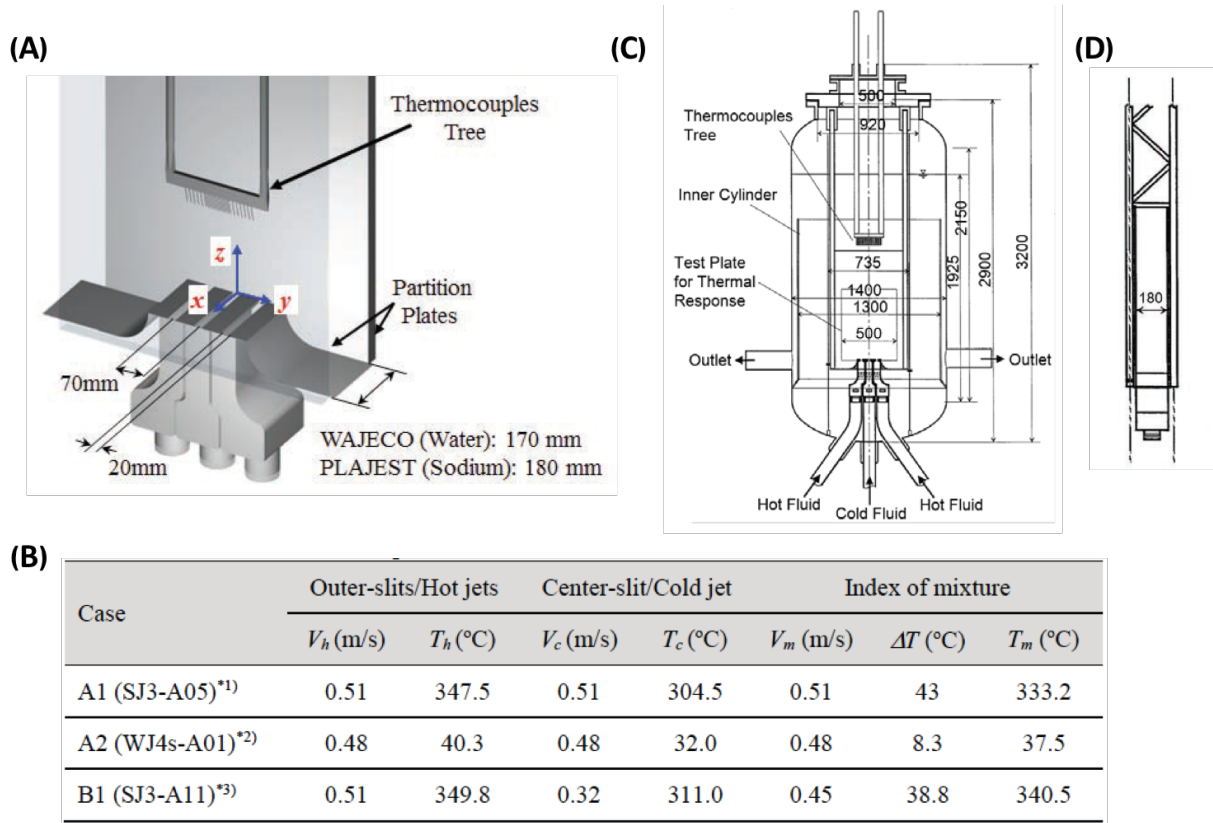 (A)
Thermocouples
Tree
z
x
y
Partition
Plates
70mm
20mm
WAJECO (Water): 170 mm
PLAJEST (Sodium): 180 mm
(C)
500
920
Thermocouples
Tree
Inner Cylinder
735
Test Plate
for Thermal
Response
1400
1300
500
1925
2150
2900
3200
Outlet
Outlet
Hot Fluid
Cold Fluid
Hot Fluid
(D)
180
(B)
Case Outer-slits/Hot jets Center-slit/Cold jet Index of mixture
Vh (m/s) Th (°C) Vc (m/s) Tc (°C) Vm (m/s) ΔT (°C) Tm (°C)
A1 (SJ3-A05)*1) 0.51 347.5 0.51 304.5 0.51 43 333.2
A2 (WJ4s-A01)*2) 0.48 40.3 0.48 32.0 0.48 8.3 37.5
B1 (SJ3-A11)*3) 0.51 349.8 0.32 311.0 0.45 38.8 340.5